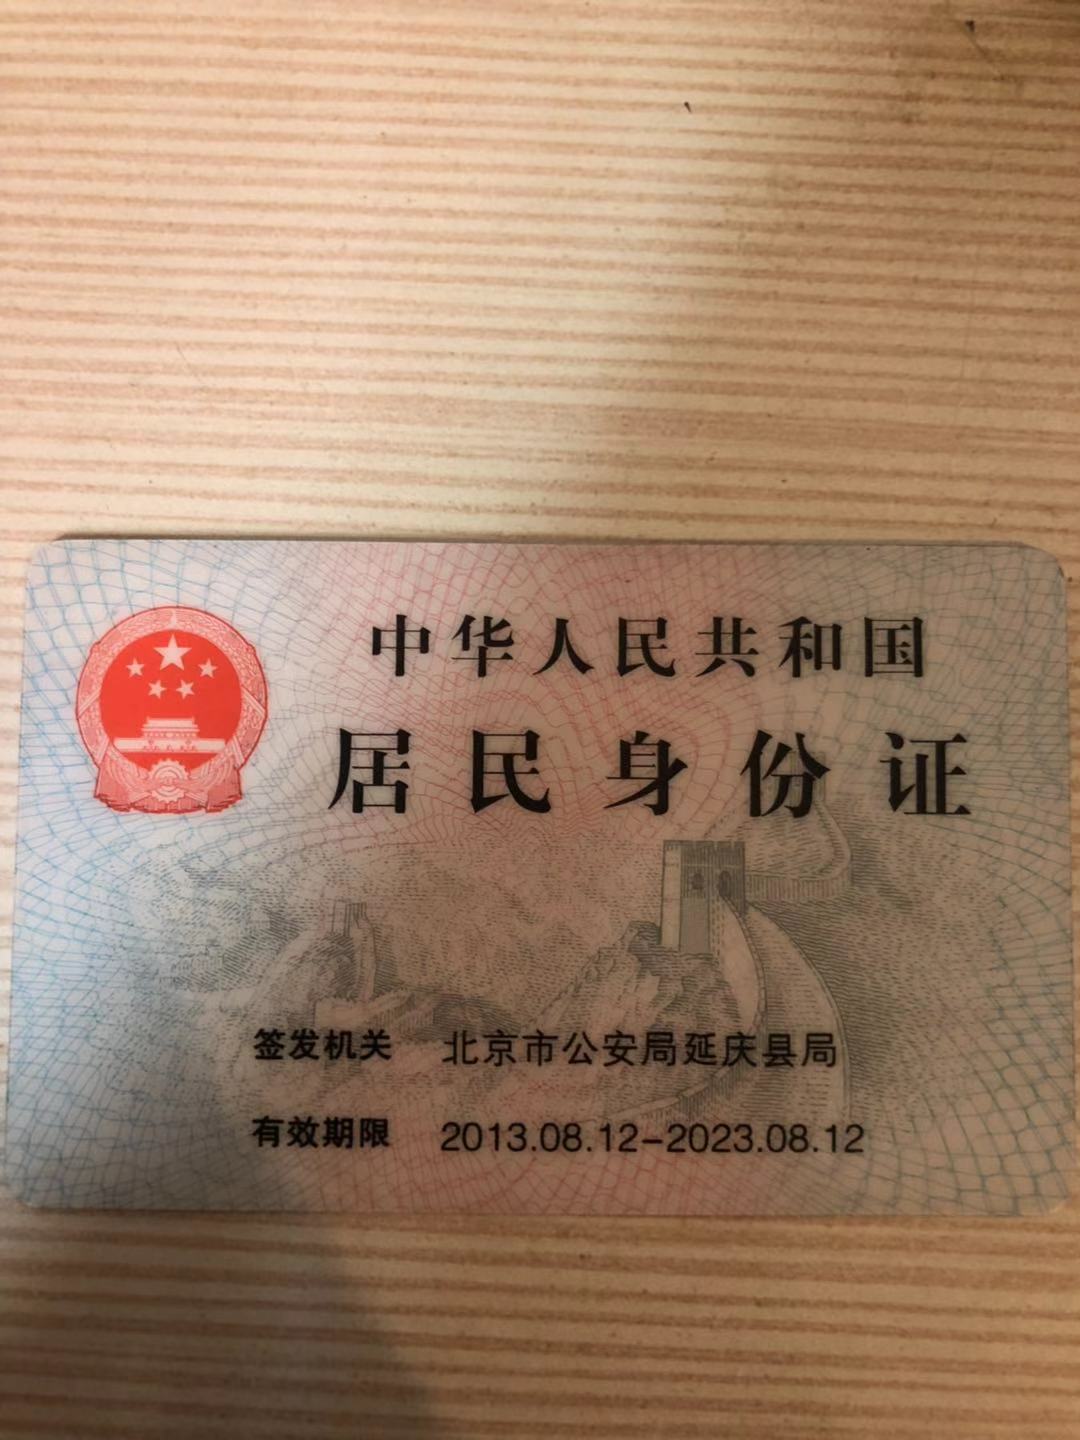 中华人民共和国
居民身份证
签发机关 北京市公安局延庆县局
有效期限 2013.08.12-2023.08.12